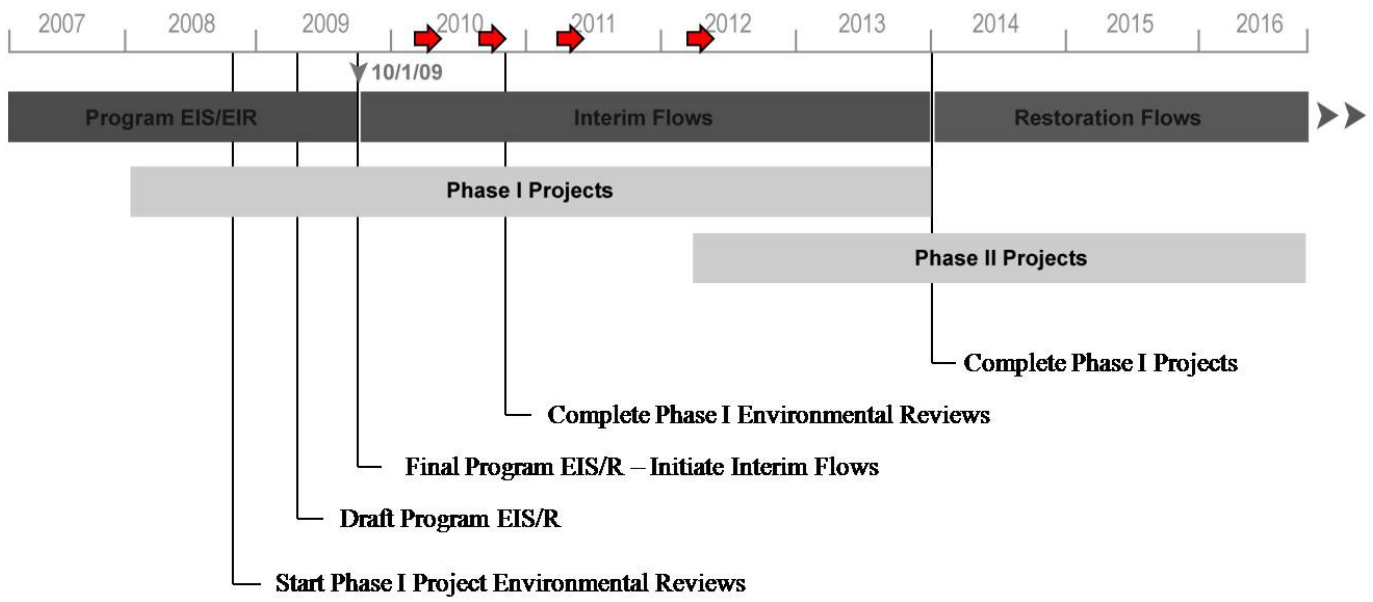 2007 2008 2009 2010 2011 2012 2013 2014 2015 2016
10/1/09
Program EIS/EIR Interim Flows Restoration Flows
Phase I Projects
Phase II Projects
Complete Phase I Projects
Complete Phase I Environmental Reviews
Final Program EIS/R – Initiate Interim Flows
Draft Program EIS/R
Start Phase I Project Environmental Reviews